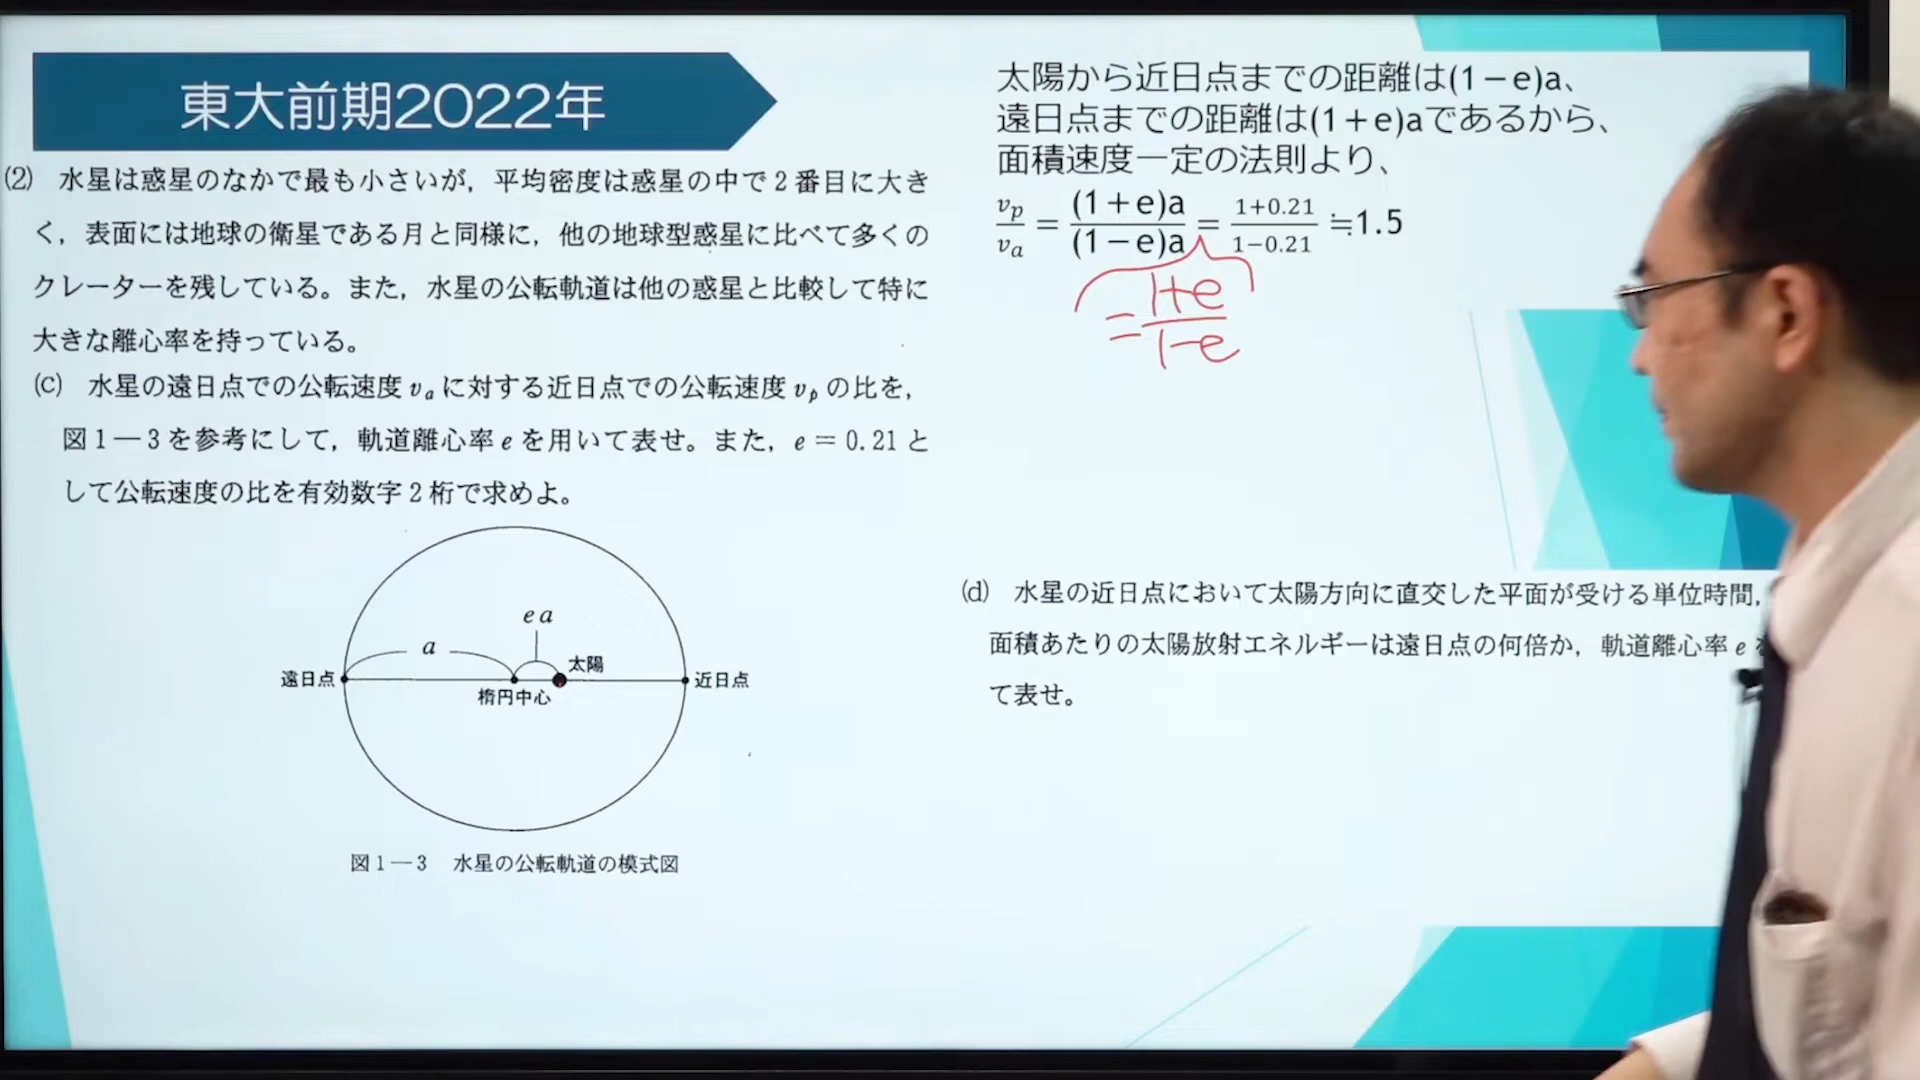 東大前期2022年
(2) 水星は惑星のなかで最も小さいが，平均密度は惑星の中で2番目に大き
く，表面には地球の衛星である月と同様に，他の地球型惑星に比べて多くの
クレーターを残している。また，水星の公転軌道は他の惑星と比較して特に
大きな離心率を持っている。
(c) 水星の遠日点での公転速度 vₐ に対する近日点での公転速度 vₚ の比を，
図1―3を参考にして，軌道離心率 e を用いて表せ。また，e = 0.21 と
して公転速度の比を有効数字2桁で求めよ。
ea
a
太陽
遠日点
楕円中心
近日点
図1―3 水星の公転軌道の模式図
太陽から近日点までの距離は(1－e)a、
遠日点までの距離は(1＋e)aであるから、
面積速度一定の法則より、
vₚ/vₐ = (1＋e)a/(1－e)a = 1+0.21/1−0.21 ≒1.5
= 1+e/1-e
(d) 水星の近日点において太陽方向に直交した平面が受ける単位時間，
面積あたりの太陽放射エネルギーは遠日点の何倍か，軌道離心率 e
て表せ。